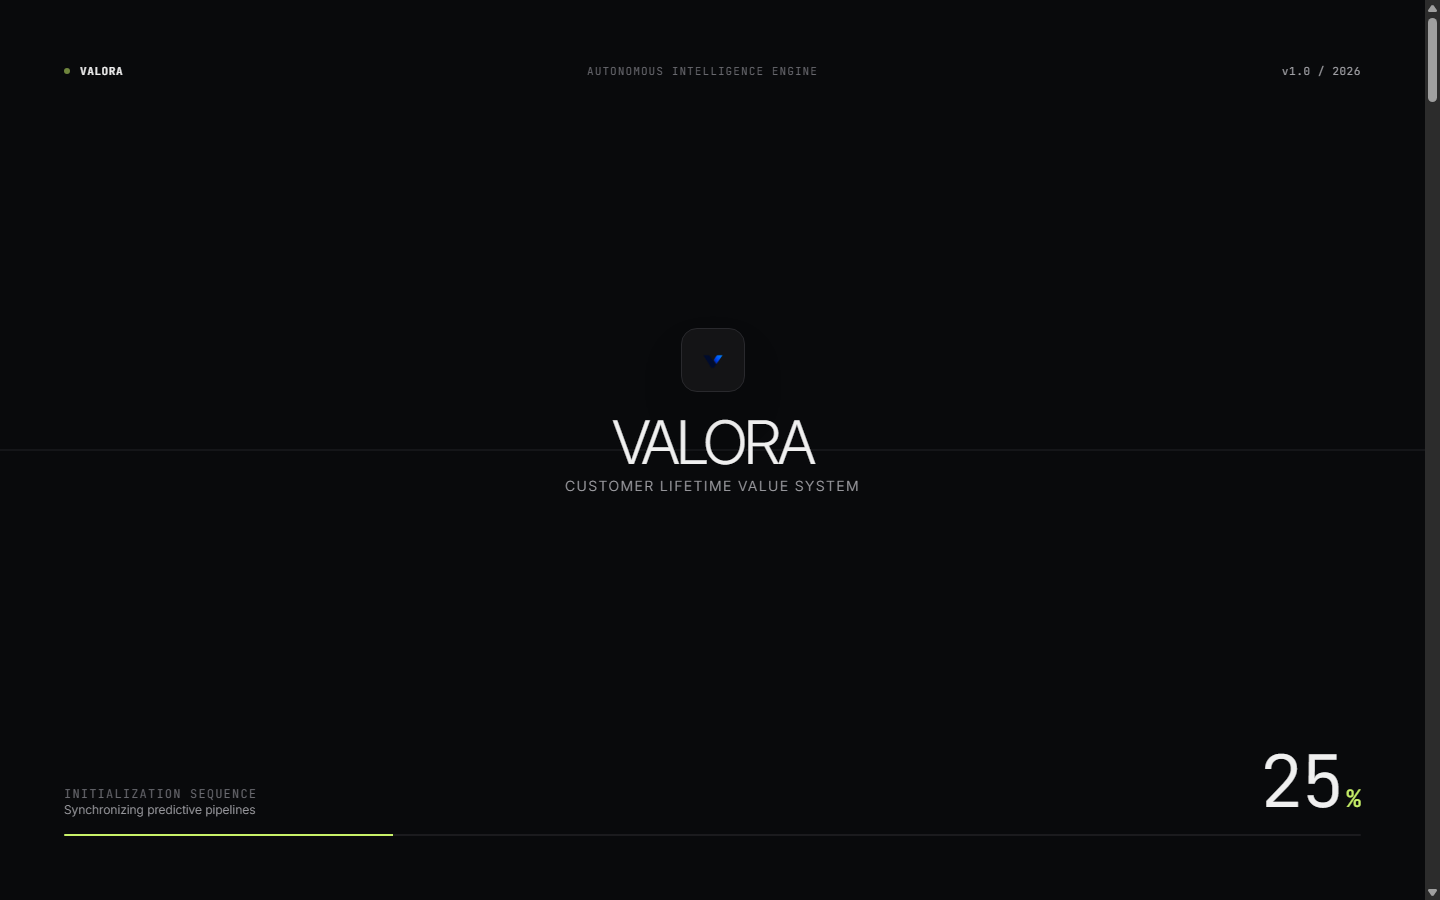 VALORA
AUTONOMOUS INTELLIGENCE ENGINE
v1.0 / 2026
VALORA
CUSTOMER LIFETIME VALUE SYSTEM
INITIALIZATION SEQUENCE
Synchronizing predictive pipelines
25%